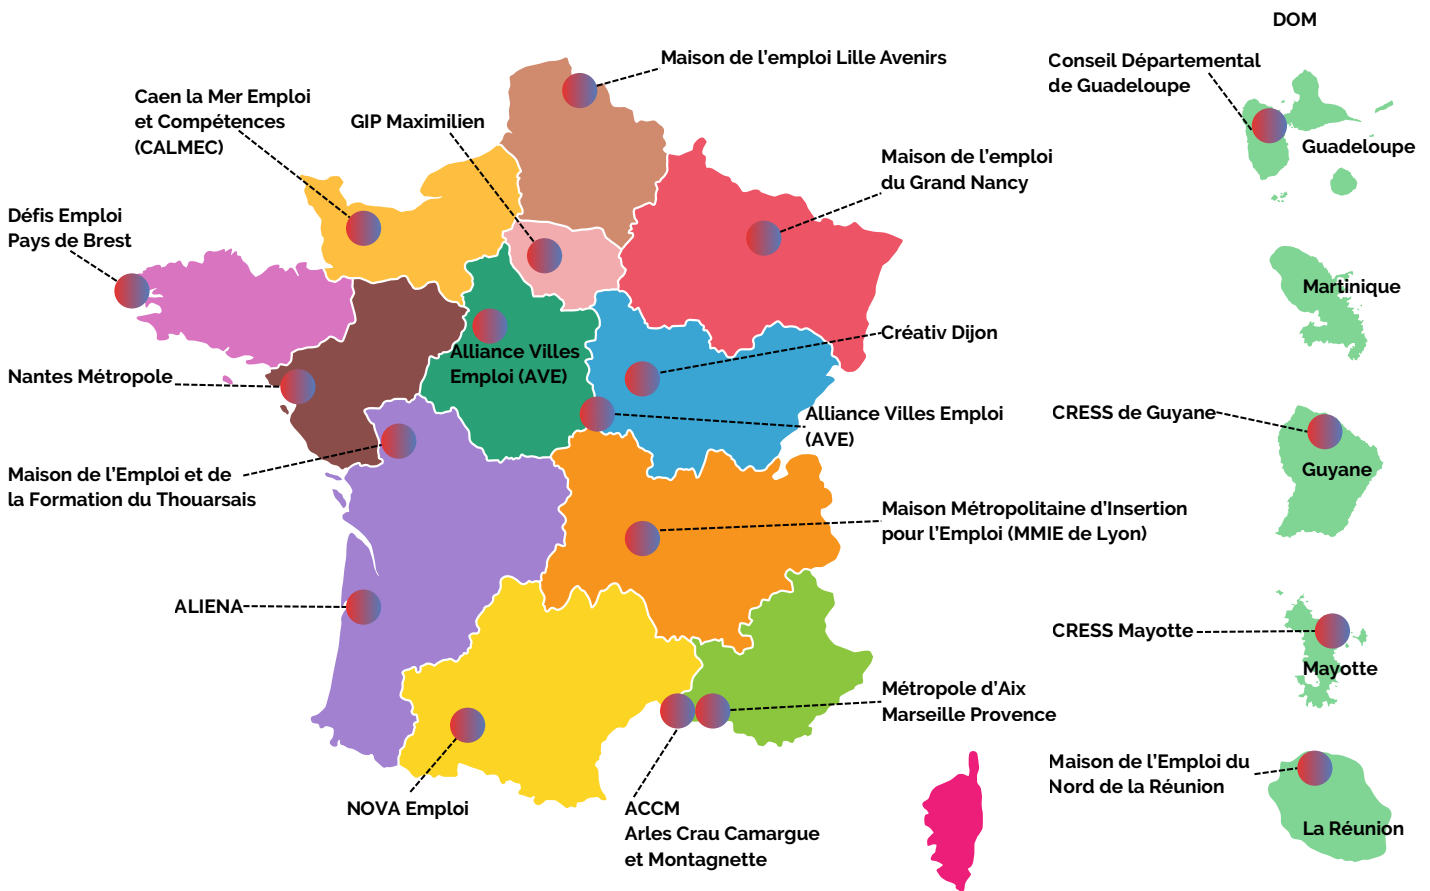 DOM
Maison de l'emploi Lille Avenirs
Conseil Départemental
de Guadeloupe
Caen la Mer Emploi
et Compétences
(CALMEC)
GIP Maximilien
Guadeloupe
Maison de l'emploi
du Grand Nancy
Défis Emploi
Pays de Brest
Martinique
Créativ Dijon
Alliance Villes
Emploi (AVE)
Nantes Métropole
Alliance Villes Emploi
(AVE)
CRESS de Guyane
Guyane
Maison de l'Emploi et de
la Formation du Thouarsais
Maison Métropolitaine d'Insertion
pour l'Emploi (MMIE de Lyon)
ALIENA
CRESS Mayotte
Mayotte
Métropole d'Aix
Marseille Provence
Maison de l'Emploi du
Nord de la Réunion
NOVA Emploi
ACCM
Arles Crau Camargue
et Montagnette
La Réunion